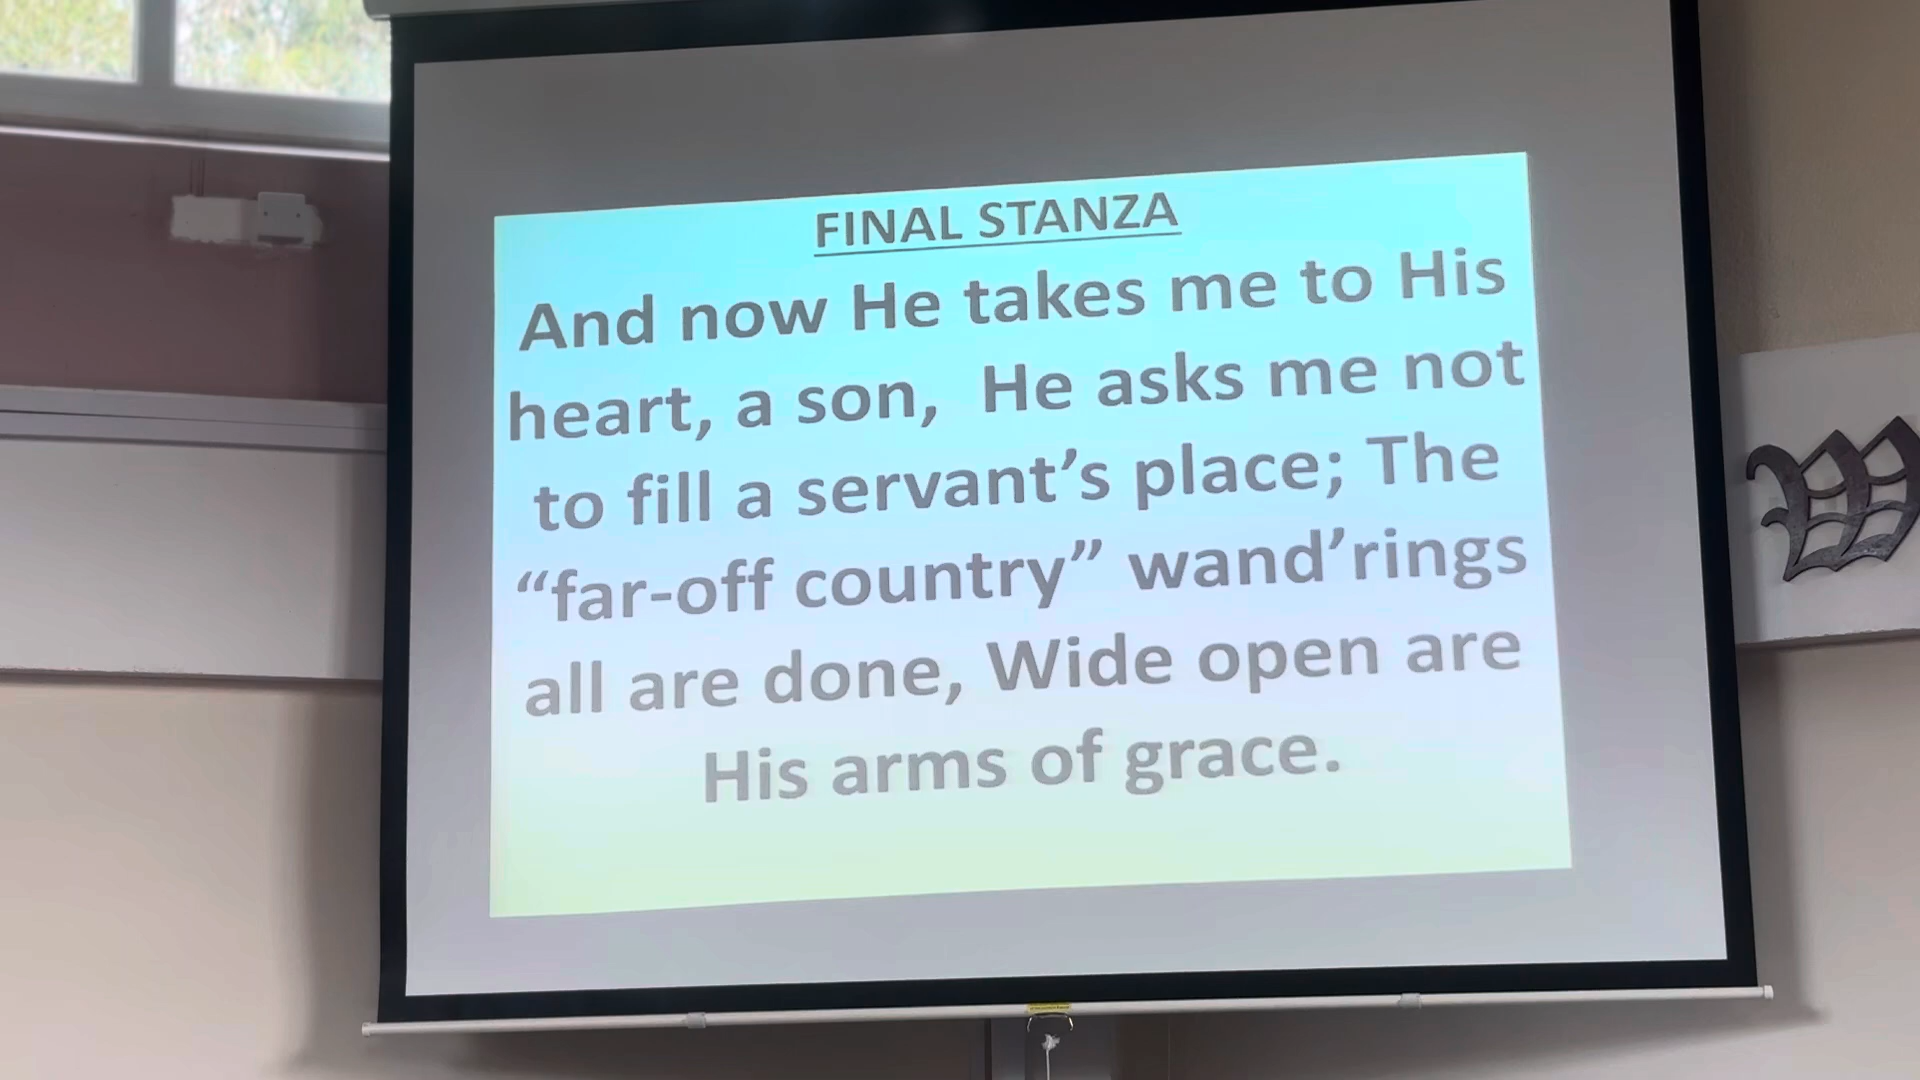 FINAL STANZA
And now He takes me to His
heart, a son, He asks me not
to fill a servant’s place; The
“far-off country” wand’rings
all are done, Wide open are
His arms of grace.
W